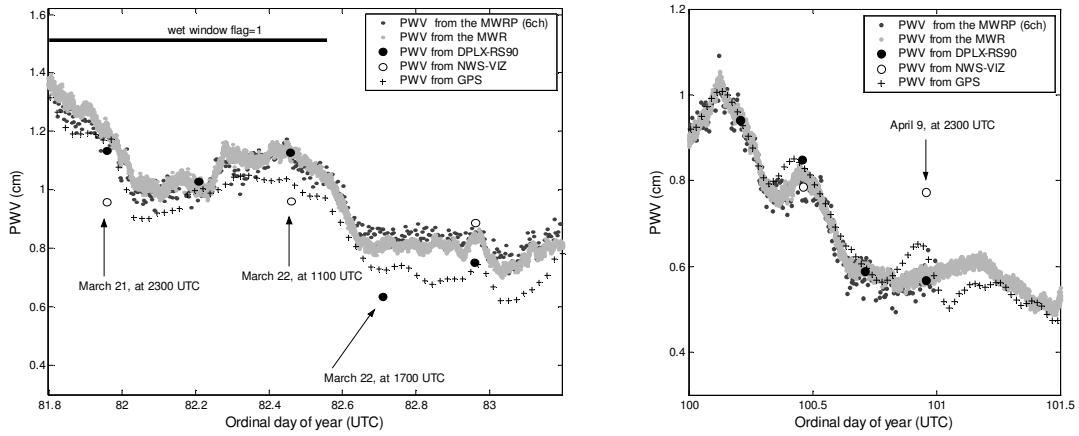 1.6
1.4
1.2
1
0.8
0.6
0.4
PWV (cm)
wet window flag=1
PWV from the MWRP (6ch)
PWV from the MWR
PWV from DPLX-RS90
PWV from NWS-VIZ
PWV from GPS
March 21, at 2300 UTC
March 22, at 1100 UTC
March 22, at 1700 UTC
81.8 82 82.2 82.4 82.6 82.8 83
Ordinal day of year (UTC)
1.2
1
0.8
0.6
0.4
PWV (cm)
PWV from the MWRP (6ch)
PWV from the MWR
PWV from DPLX-RS90
PWV from NWS-VIZ
PWV from GPS
April 9, at 2300 UTC
100 100.5 101 101.5
Ordinal day of year (UTC)